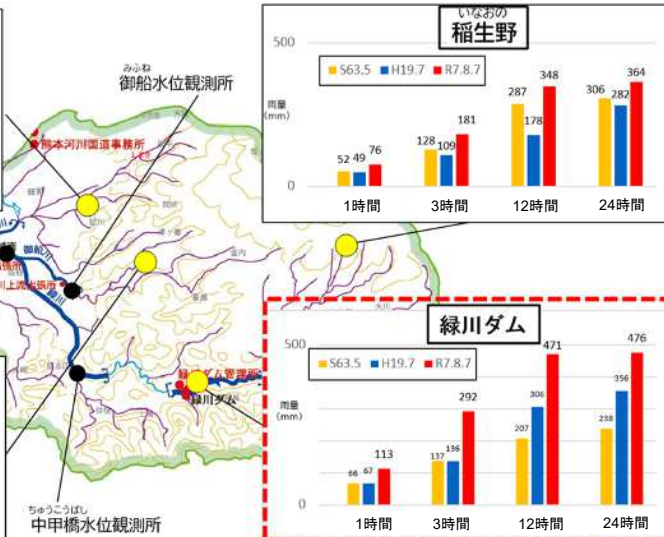 いなおの
稲生野
500
S63.5 H19.7 R7.8.7
雨量
(mm)
0
52 49 76
128 109 181
287 178 348
306 282 364
1時間 3時間 12時間 24時間
みふね
御船水位観測所
熊本河川国道事務所
御船川
緑川ダム管理所
緑川ダム
ちゅうこうばし
中甲橋水位観測所
緑川ダム
500
S63.5 H19.7 R7.8.7
雨量
(mm)
0
66 67 113
137 136 292
207 306 471
238 356 476
1時間 3時間 12時間 24時間